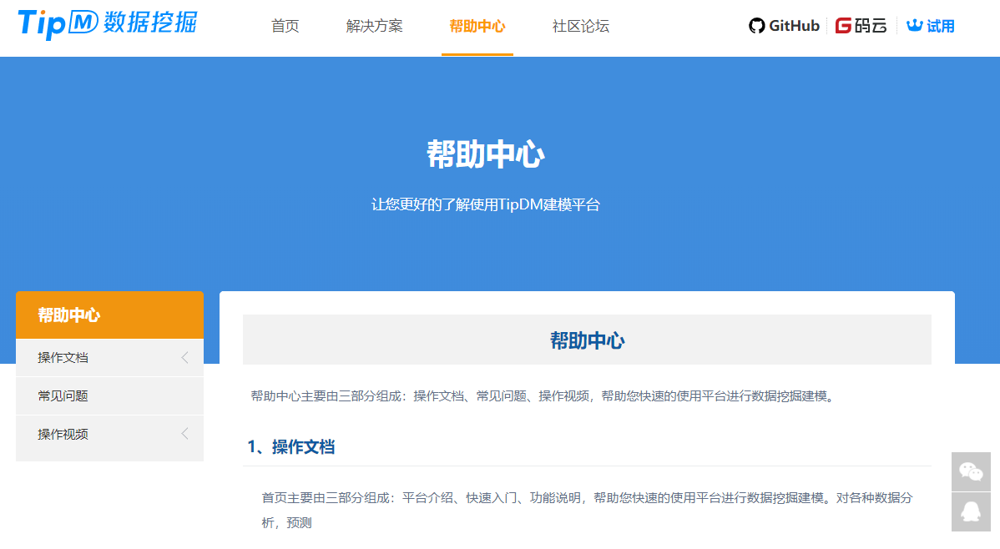 TipDM 数据挖掘
首页
解决方案
帮助中心
社区论坛
GitHub
G码云
试用
帮助中心
让您更好的了解使用TipDM建模平台
帮助中心
操作文档
常见问题
操作视频
帮助中心
帮助中心主要由三部分组成：操作文档、常见问题、操作视频，帮助您快速的使用平台进行数据挖掘建模。
1、操作文档
首页主要由三部分组成：平台介绍、快速入门、功能说明，帮助您快速的使用平台进行数据挖掘建模。对各种数据分
析，预测